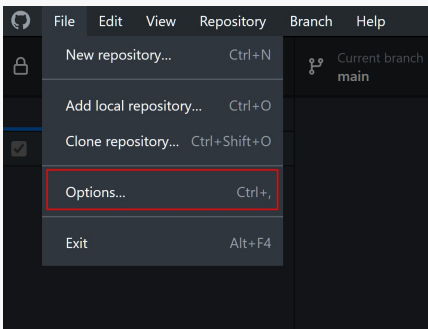 File Edit View Repository Branch Help
New repository... Ctrl+N
Current branch
main
Add local repository... Ctrl+O
Clone repository... Ctrl+Shift+O
Options... Ctrl+,
Exit Alt+F4